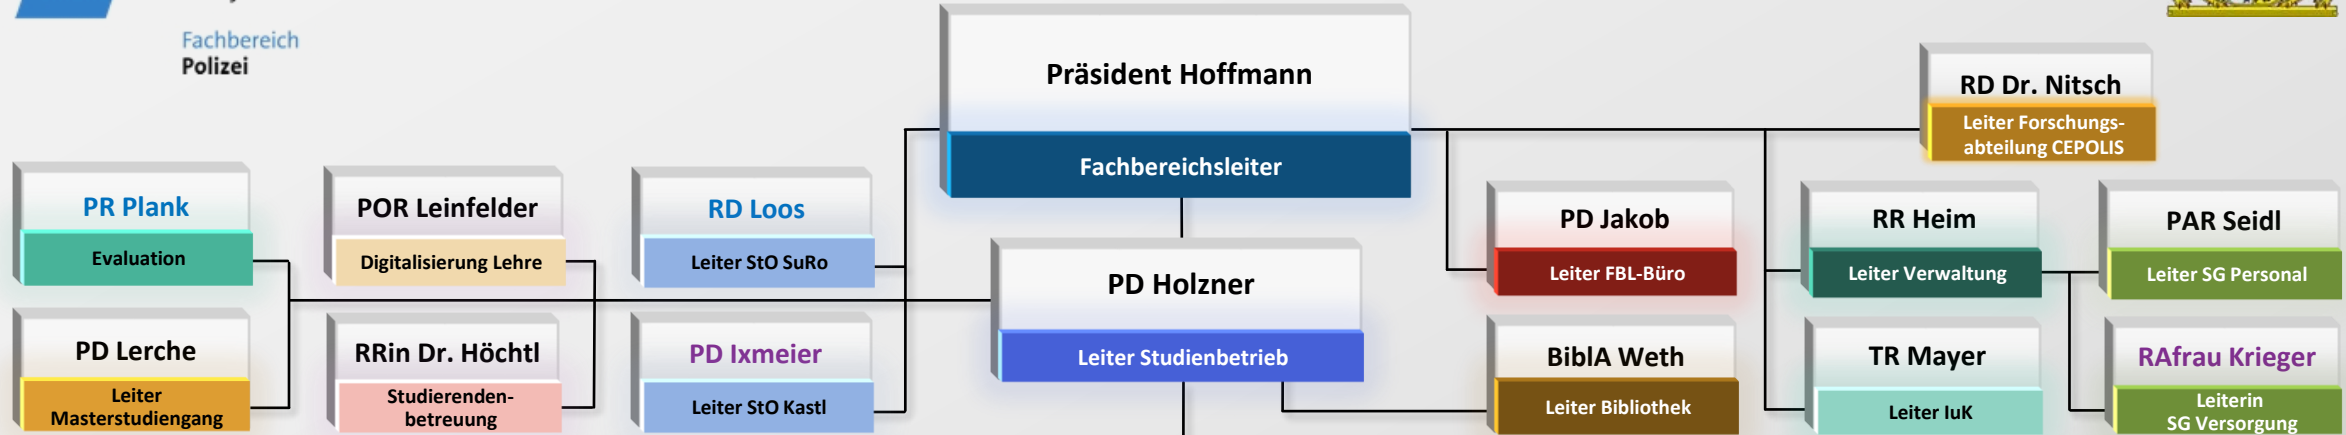 Fachbereich
Polizei
Präsident Hoffmann
Fachbereichsleiter
RD Dr. Nitsch
Leiter Forschungs-
abteilung CEPOLIS
PR Plank
Evaluation
POR Leinfelder
Digitalisierung Lehre
RD Loos
Leiter StO SuRo
PD Holzner
Leiter Studienbetrieb
PD Jakob
Leiter FBL-Büro
RR Heim
Leiter Verwaltung
PAR Seidl
Leiter SG Personal
PD Lerche
Leiter
Masterstudiengang
RRin Dr. Höchtl
Studierenden-
betreuung
PD Ixmeier
Leiter StO Kastl
BiblA Weth
Leiter Bibliothek
TR Mayer
Leiter IuK
RAfrau Krieger
Leiterin
SG Versorgung